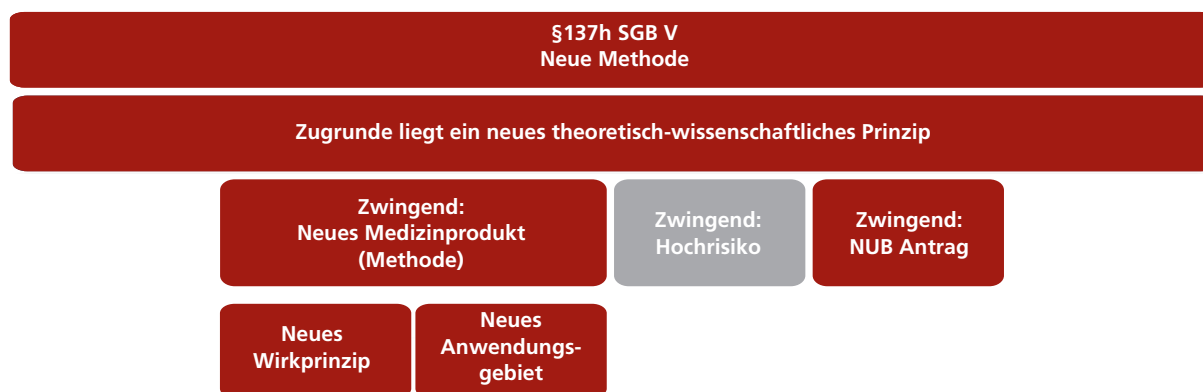 §137h SGB V
Neue Methode
Zugrunde liegt ein neues theoretisch-wissenschaftliches Prinzip
Zwingend:
Neues Medizinprodukt
(Methode)
Zwingend:
Hochrisiko
Zwingend:
NUB Antrag
Neues
Wirkprinzip
Neues
Anwendungs-
gebiet